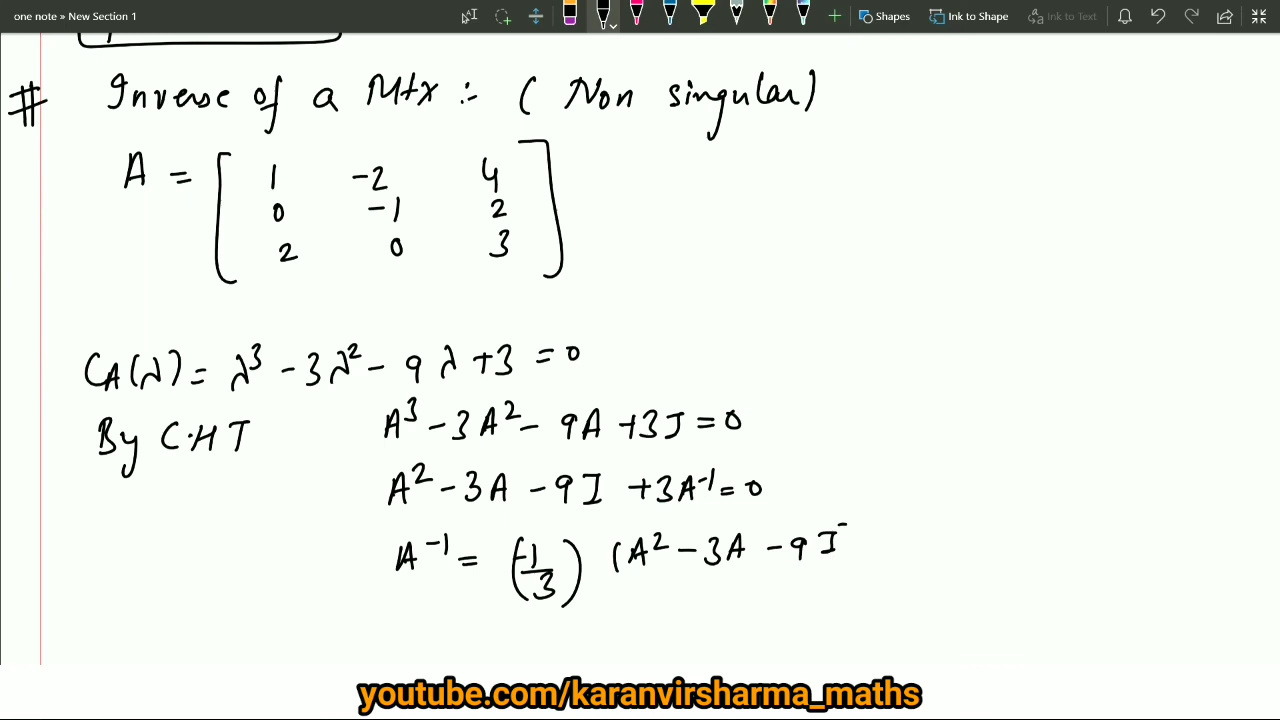 one note » New Section 1
Shapes Ink to Shape Ink to Text
# Inverse of a Mtx :- ( Non singular)
A = [ 1 -2 4
0 -1 2
2 0 3 ]
C_A(λ) = λ³ - 3λ² - 9λ + 3 = 0
By C.H T A³ - 3A² - 9A + 3I = 0
A² - 3A - 9I + 3A⁻¹ = 0
A⁻¹ = (-1/3) (A² - 3A - 9I
youtube.com/karanvirsharma_maths